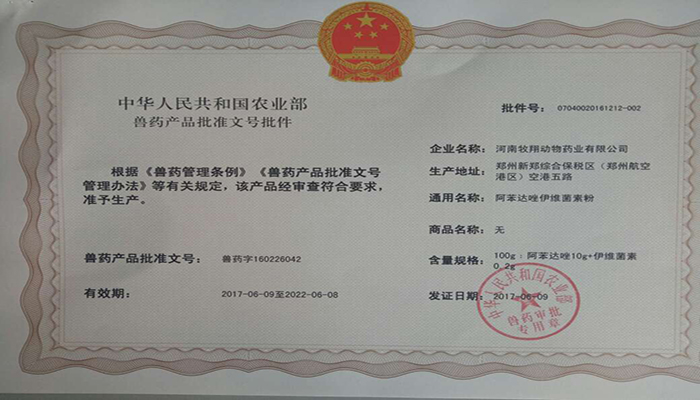 中华人民共和国农业部
兽药产品批准文号批件
批件号： 07040020161212-002
根据《兽药管理条例》《兽药产品批准文号
管理办法》等有关规定，该产品经审查符合要求，
准予生产。
兽药产品批准文号： 兽药字160226042
有效期： 2017-06-09至2022-06-08
企业名称： 河南牧翔动物药业有限公司
生产地址： 郑州新郑综合保税区（郑州航空
港区）空港五路
通用名称： 阿苯达唑伊维菌素粉
商品名称： 无
含量规格： 100g：阿苯达唑10g+伊维菌素
0.2g
发证日期： 2017-06-09
中华人民共和国农业部
兽药审批
专用章